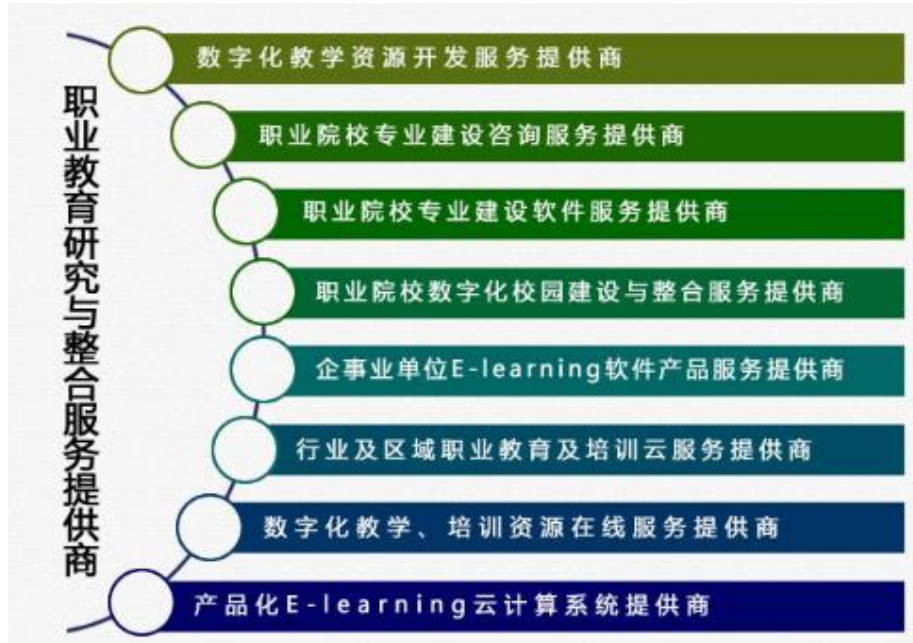 职业教育研究与整合服务提供商
数字化教学资源开发服务提供商
职业院校专业建设咨询服务提供商
职业院校专业建设软件服务提供商
职业院校数字化校园建设与整合服务提供商
企事业单位E-learning软件产品服务提供商
行业及区域职业教育及培训云服务提供商
数字化教学、培训资源在线服务提供商
产品化E-learning云计算系统提供商